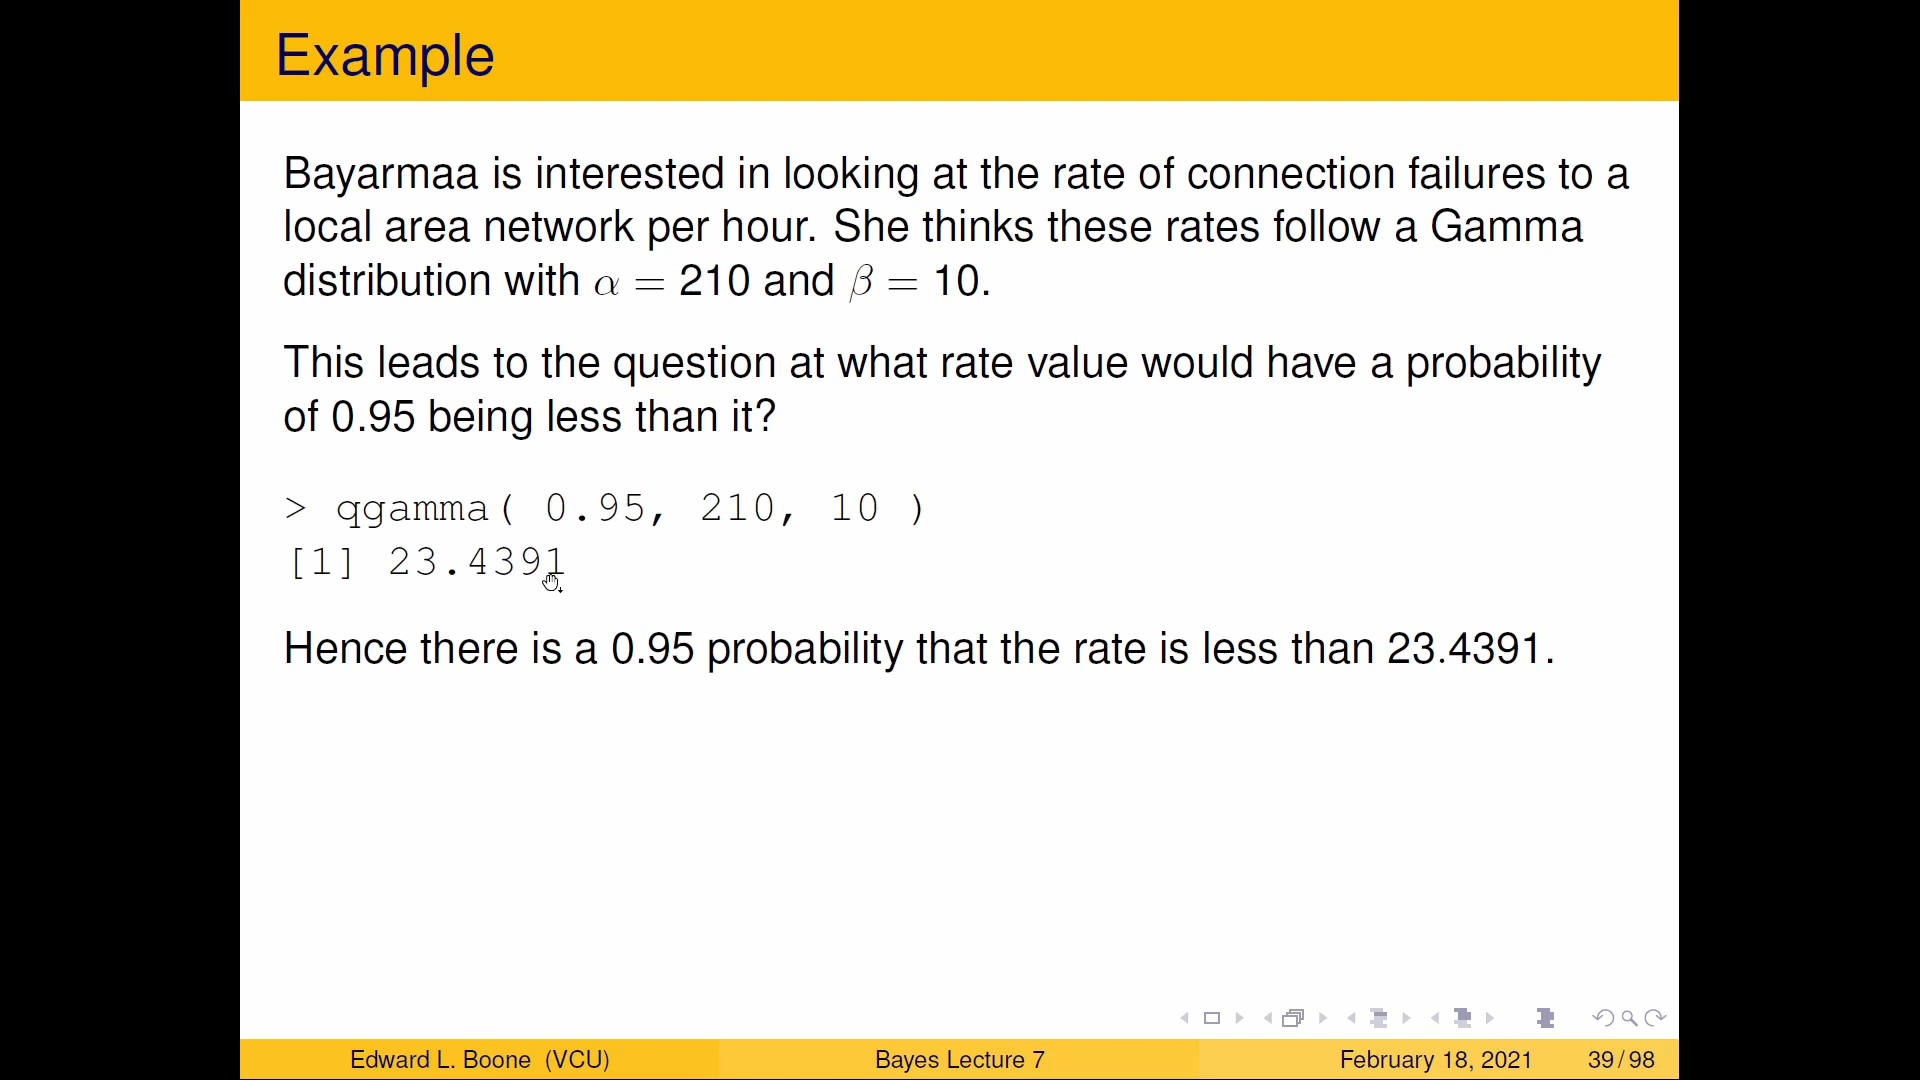 Example
Bayarmaa is interested in looking at the rate of connection failures to a
local area network per hour. She thinks these rates follow a Gamma
distribution with α = 210 and β = 10.
This leads to the question at what rate value would have a probability
of 0.95 being less than it?
> qgamma( 0.95, 210, 10 )
[1] 23.4391
Hence there is a 0.95 probability that the rate is less than 23.4391.
Edward L. Boone (VCU) Bayes Lecture 7 February 18, 2021 39 / 98